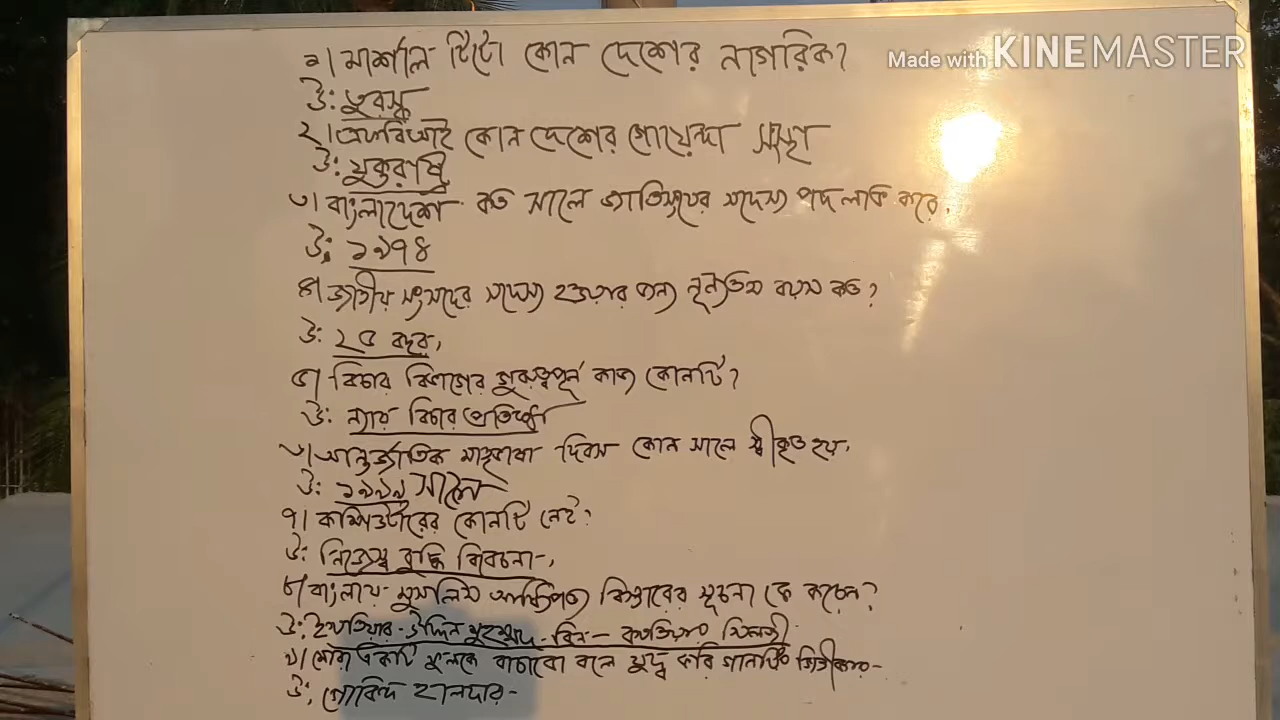 ১। মার্শাল টিটো কোন দেশের নাগরিক?
Made with KINEMASTER
উ: তুরস্ক
২। এফবিআই কোন দেশের গোয়েন্দা সংস্থা
উ: যুক্তরাষ্ট্র
৩। বাংলাদেশ কত সালে জাতিসংঘের সদস্য পদ লাভ করে,
উ: ১৯৭৪
৪। জাতীয় সংসদের সদস্য হওয়ার জন্য নূন্যতম বয়স কত?
উ: ২৫ বছর,
৫। বিচার বিভাগের গুরুত্বপূর্ন কাজ কোনটি?
উ: ন্যায় বিচার প্রতিষ্ঠা
৬। আন্তর্জাতিক মাতৃভাষা দিবস কোন সালে স্বীকৃত হয়,
উ: ১৯৯৯ সালে
৭। কম্পিউটারের কোনটি নেই?
উ: নিজস্ব বুদ্ধি বিবেচনা-,
৮। বাংলায় মুসলিম আধিপত্য বিস্তারের সূচনা কে করেন?
উ: ইখতিয়ার-উদ্দিন মুহম্মদ-বিন-বখতিয়ার খিলজী
৯। মোরা একটি ফুলকে বাচাবো বলে যুদ্ধ করি গানটির গীতিকার-
উ: গোবিন্দ হালদার-